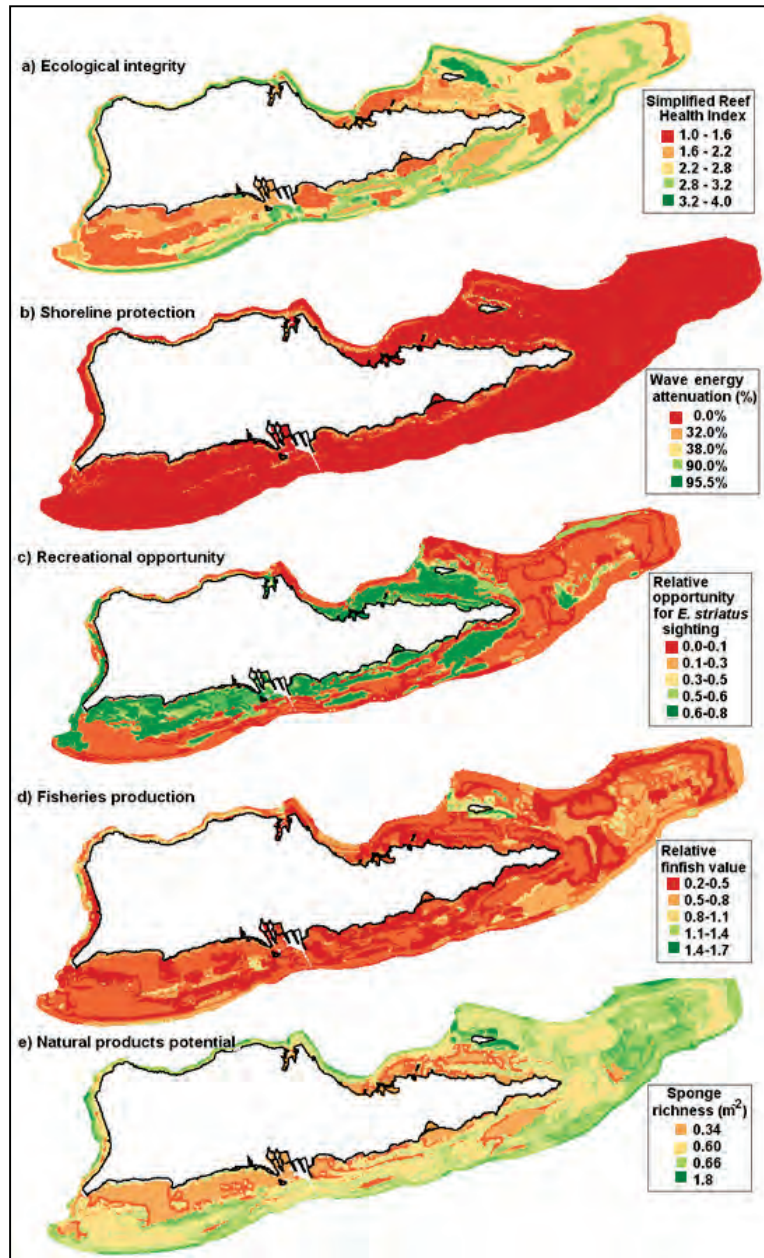 a) Ecological integrity
Simplified Reef
Health Index
1.0 - 1.6
1.6 - 2.2
2.2 - 2.8
2.8 - 3.2
3.2 - 4.0
b) Shoreline protection
Wave energy
attenuation (%)
0.0%
32.0%
38.0%
90.0%
95.5%
c) Recreational opportunity
Relative
opportunity
for E. striatus
sighting
0.0-0.1
0.1-0.3
0.3-0.5
0.5-0.6
0.6-0.8
d) Fisheries production
Relative
finfish value
0.2-0.5
0.5-0.8
0.8-1.1
1.1-1.4
1.4-1.7
e) Natural products potential
Sponge
richness (m⁻²)
0.34
0.60
0.66
1.8